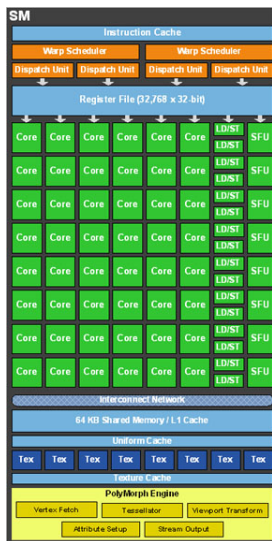 SM
Instruction Cache
Warp Scheduler Warp Scheduler
Dispatch Unit Dispatch Unit Dispatch Unit Dispatch Unit
Register File (32,768 x 32-bit)
Core Core Core Core Core Core LD/ST SFU
LD/ST
Core Core Core Core Core Core LD/ST SFU
LD/ST
Core Core Core Core Core Core LD/ST SFU
LD/ST
Core Core Core Core Core Core LD/ST SFU
LD/ST
Core Core Core Core Core Core LD/ST SFU
LD/ST
Core Core Core Core Core Core LD/ST SFU
LD/ST
Core Core Core Core Core Core LD/ST SFU
LD/ST
Core Core Core Core Core Core LD/ST SFU
LD/ST
Interconnect Network
64 KB Shared Memory / L1 Cache
Uniform Cache
Tex Tex Tex Tex Tex Tex Tex Tex
Texture Cache
PolyMorph Engine
Vertex Fetch Tessellator Viewport Transform
Attribute Setup Stream Output